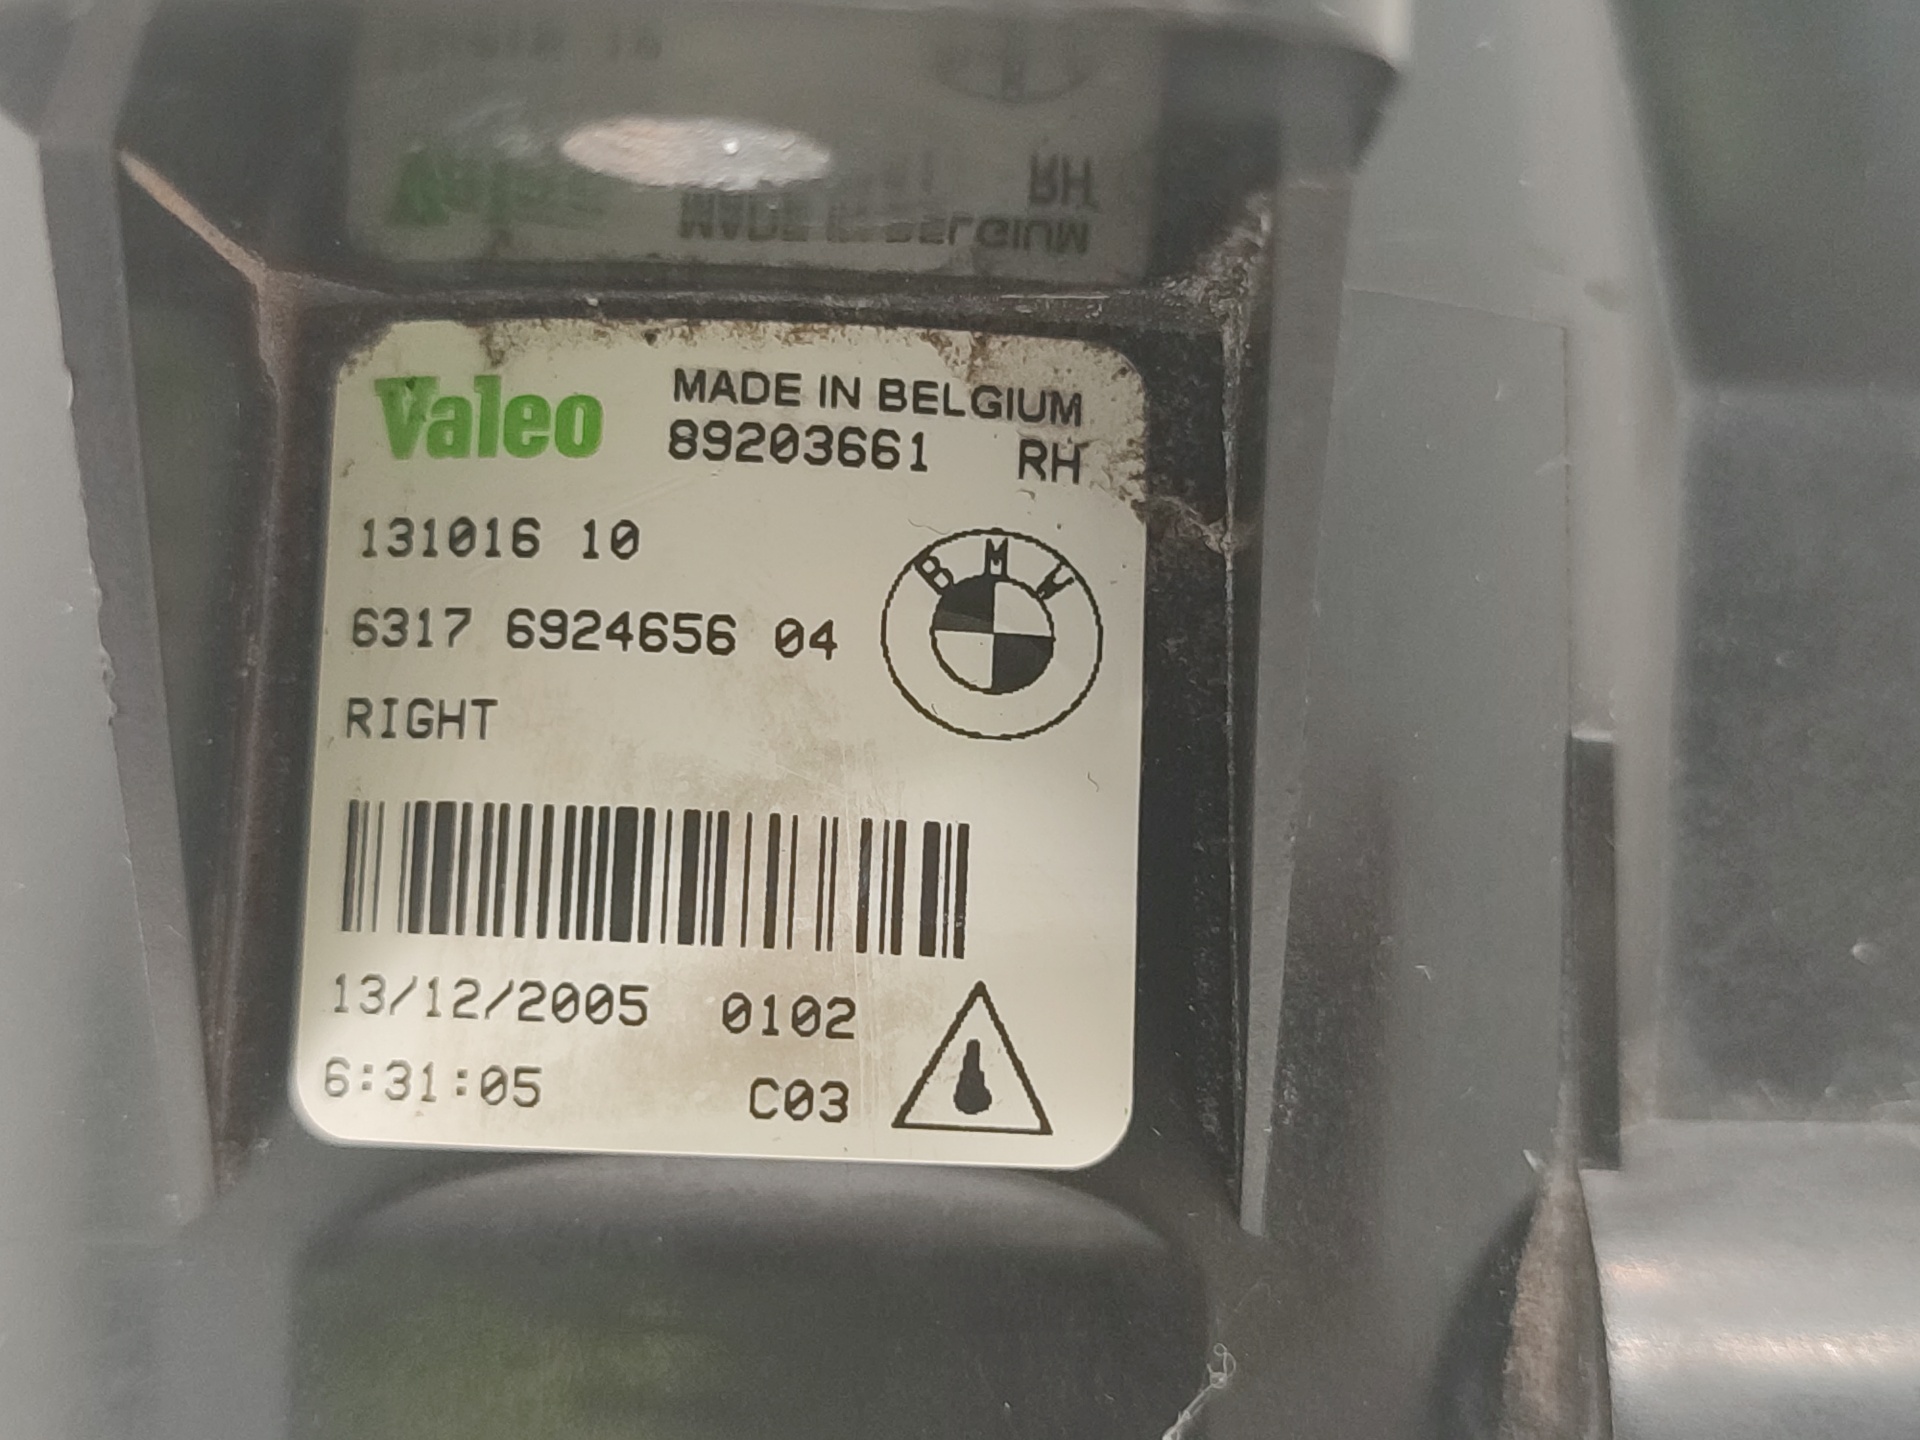 Valeo MADE IN BELGIUM
89203661 RH
131016 10
BMW
6317 6924656 04
RIGHT
13/12/2005 0102
6:31:05 C03